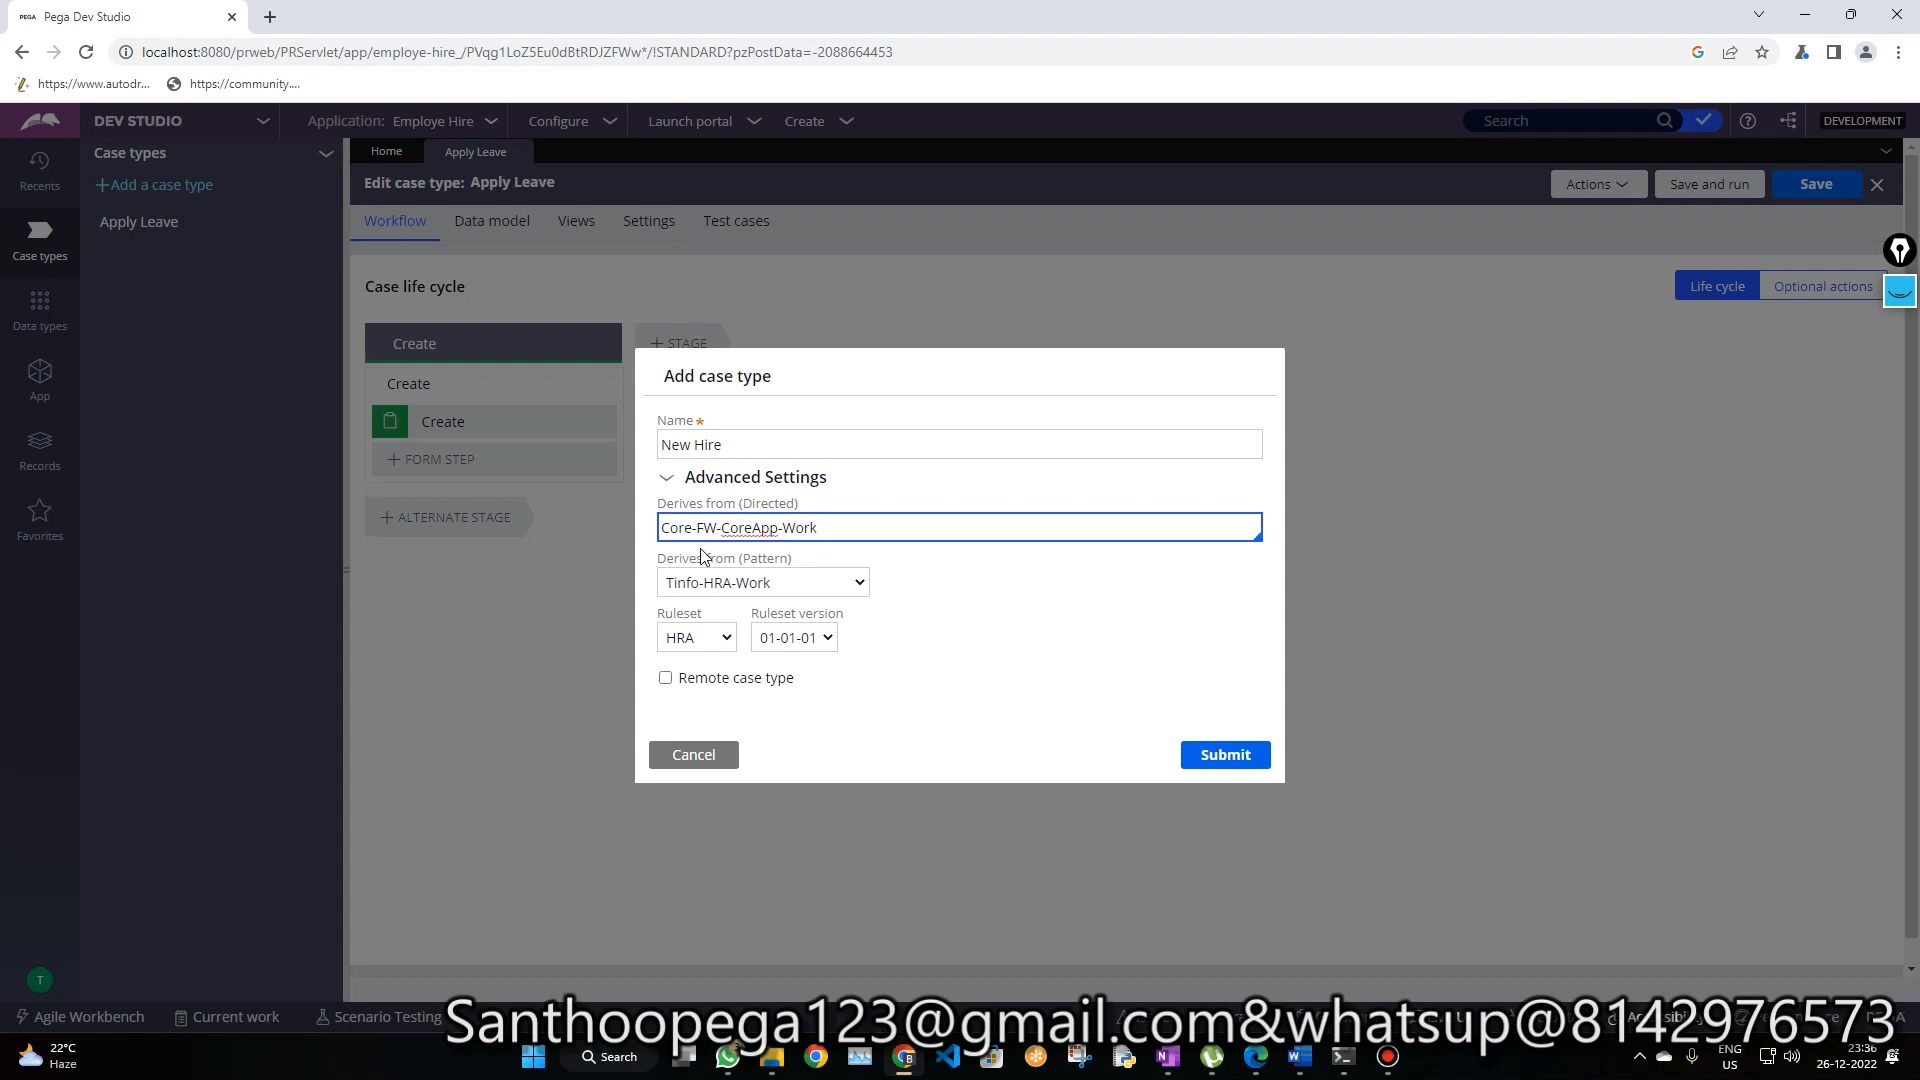 PEGA Pega Dev Studio
localhost:8080/prweb/PRServlet/app/employe-hire_/PVqg1LoZ5Eu0dBtRDJZFWw*/!STANDARD?pzPostData=-2088664453
https://www.autodr... https://community....
DEV STUDIO Application: Employe Hire Configure Launch portal Create Search DEVELOPMENT
Recents
Case types
Data types
App
Records
Favorites
T
Case types
+Add a case type
Apply Leave
Home Apply Leave
Edit case type: Apply Leave Actions Save and run Save
Workflow Data model Views Settings Test cases
Case life cycle Life cycle Optional actions
Create + STAGE
Create
Create
+ FORM STEP
+ ALTERNATE STAGE
Add case type
Name
New Hire
Advanced Settings
Derives from (Directed)
Core-FW-CoreApp-Work
Derives from (Pattern)
Tinfo-HRA-Work
Ruleset Ruleset version
HRA 01-01-01
Remote case type
Cancel Submit
Agile Workbench Current work Scenario Testing
Santhoopega123@gmail.com&whatsup@8142976573
22°C
Haze
Search
ENG
US
23:36
26-12-2022